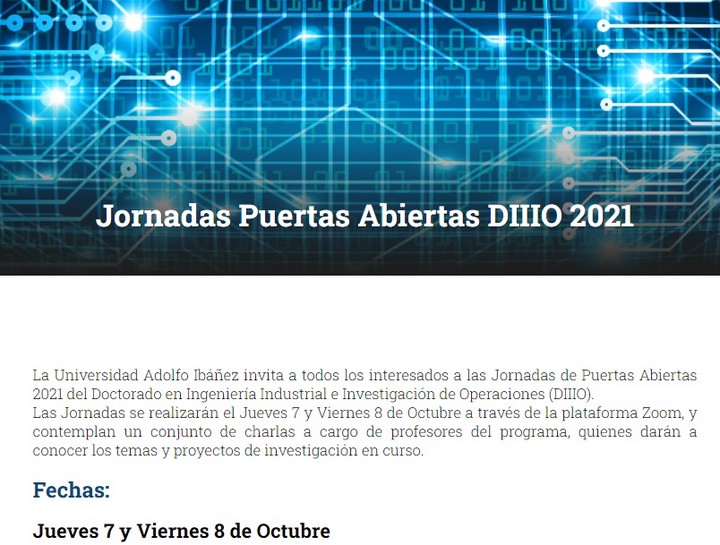 Jornadas Puertas Abiertas DIIIO 2021
La Universidad Adolfo Ibáñez invita a todos los interesados a las Jornadas de Puertas Abiertas
2021 del Doctorado en Ingeniería Industrial e Investigación de Operaciones (DIIIO).
Las Jornadas se realizarán el Jueves 7 y Viernes 8 de Octubre a través de la plataforma Zoom, y
contemplan un conjunto de charlas a cargo de profesores del programa, quienes darán a
conocer los temas y proyectos de investigación en curso.
Fechas:
Jueves 7 y Viernes 8 de Octubre